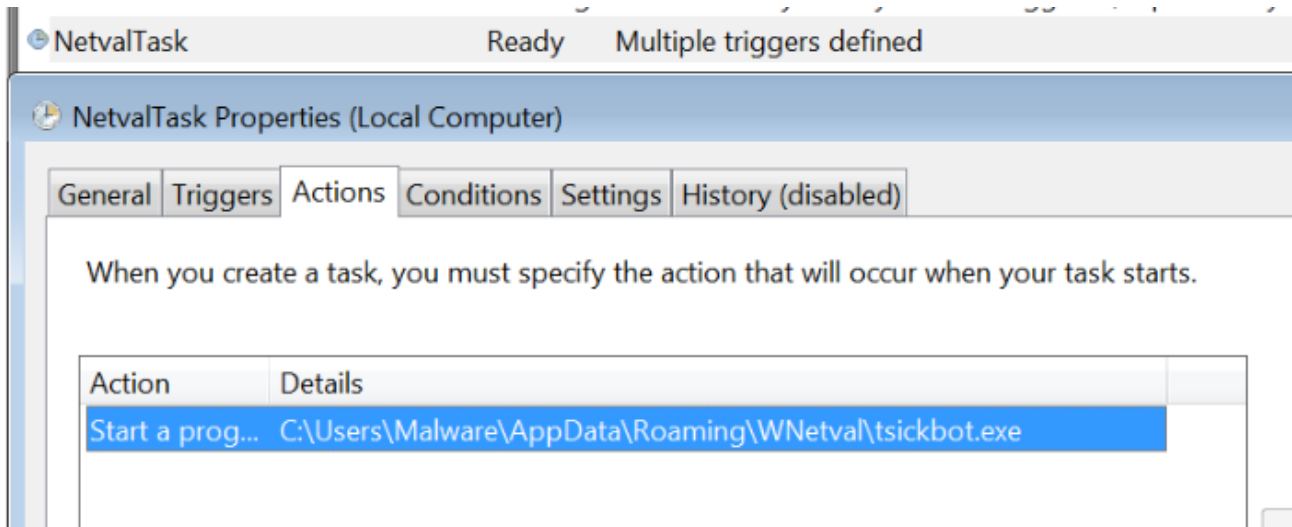 NetvalTask Ready Multiple triggers defined
NetvalTask Properties (Local Computer)
General Triggers Actions Conditions Settings History (disabled)
When you create a task, you must specify the action that will occur when your task starts.
Action Details
Start a prog... C:\Users\Malware\AppData\Roaming\WNetval\tsickbot.exe